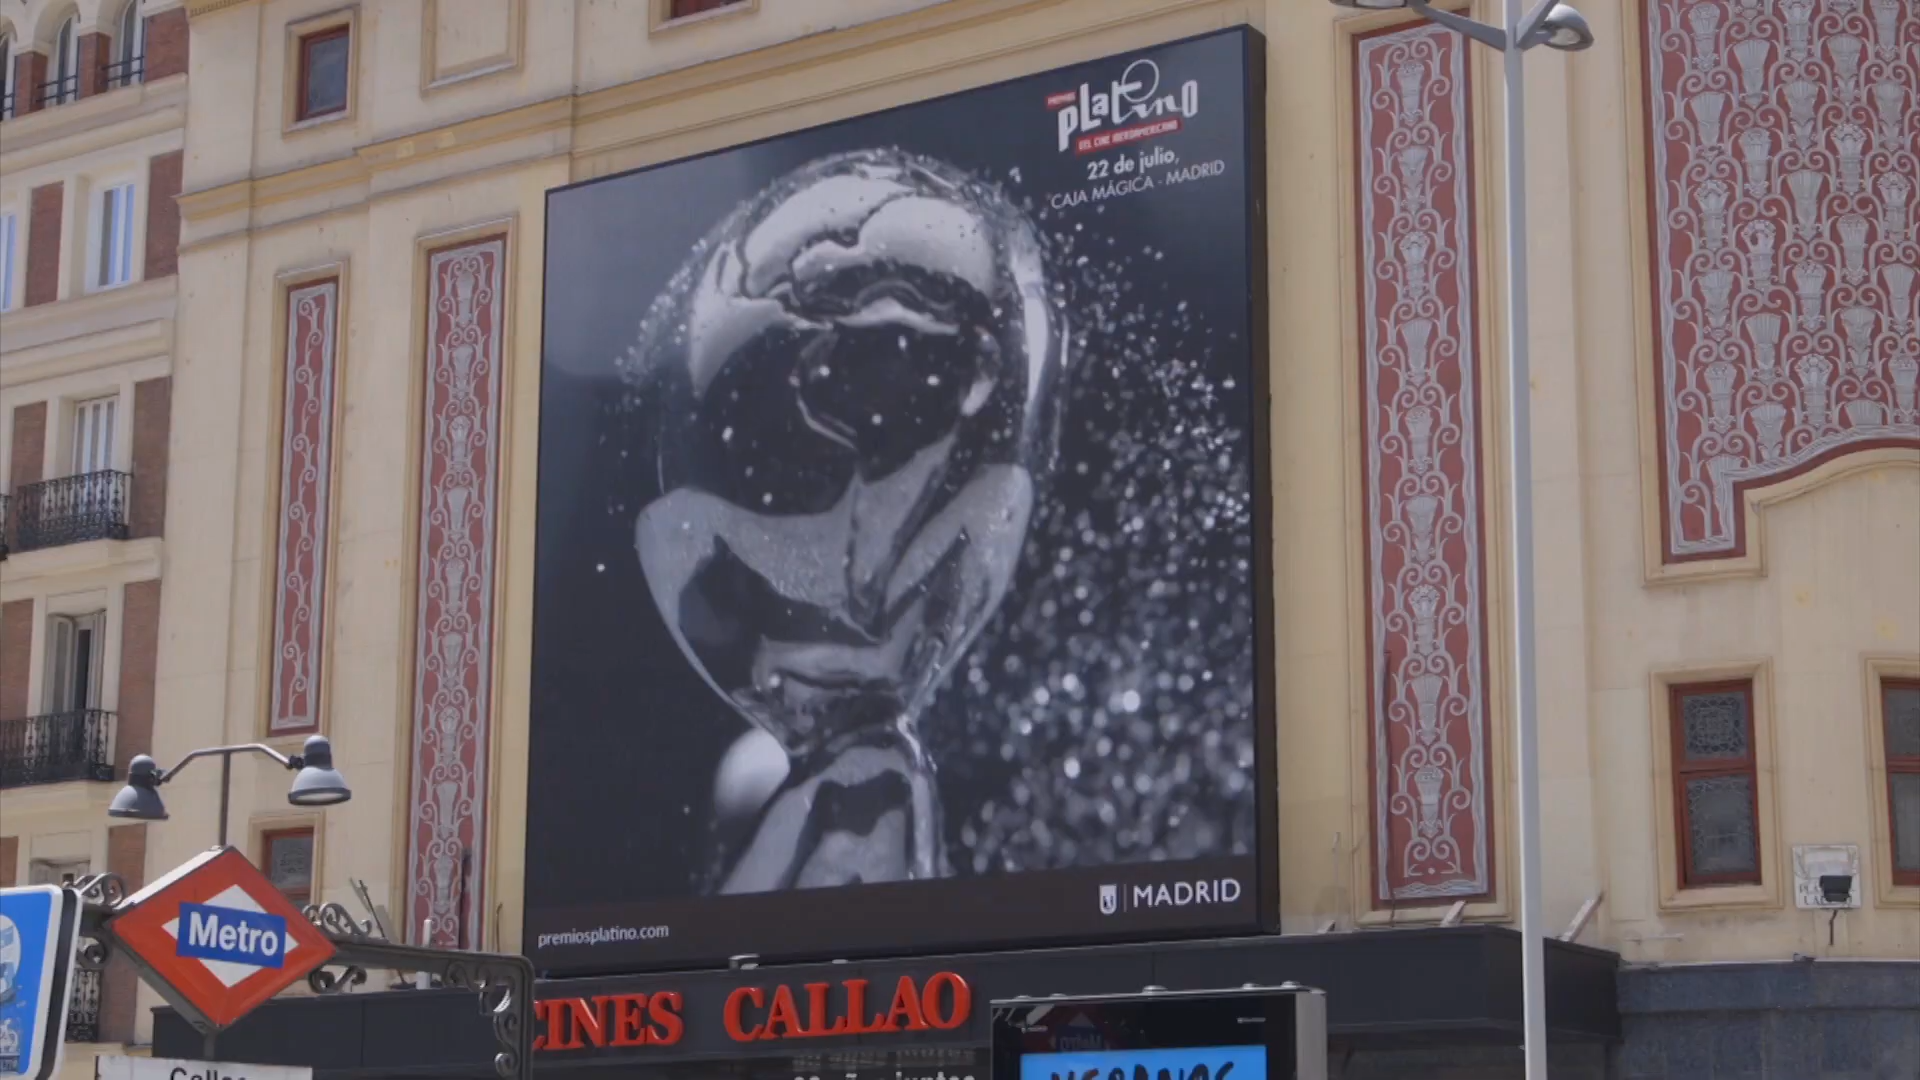 PREMIOS
PLatino
DEL CINE IBEROAMERICANO
22 de julio,
CAJA MÁGICA - MADRID
MADRID
premiosplatino.com
Metro
CINES CALLAO